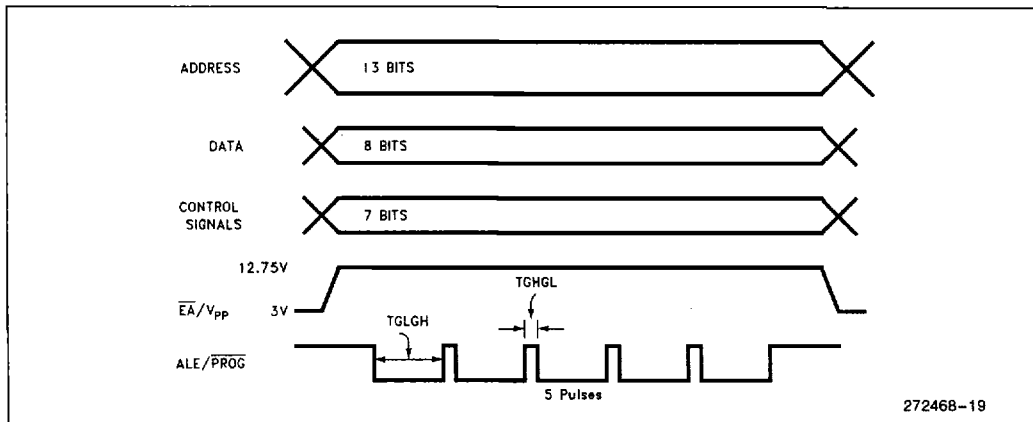 ADDRESS
13 BITS
DATA
8 BITS
CONTROL
SIGNALS
7 BITS
12.75V
TGHGL
EA/VPP
3V
TGLGH
ALE/PROG
5 Pulses
272468-19